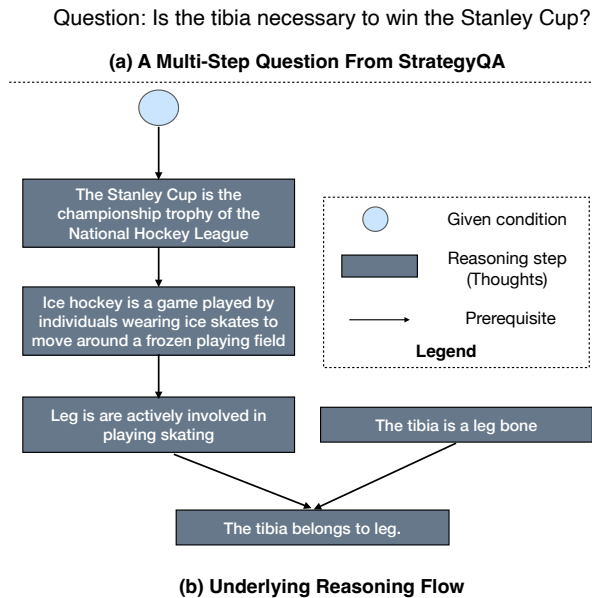 Question: Is the tibia necessary to win the Stanley Cup?
(a) A Multi-Step Question From StrategyQA
The Stanley Cup is the
championship trophy of the
National Hockey League
Ice hockey is a game played by
individuals wearing ice skates to
move around a frozen playing field
Leg is are actively involved in
playing skating
The tibia is a leg bone
The tibia belongs to leg.
Given condition
Reasoning step
(Thoughts)
Prerequisite
Legend
(b) Underlying Reasoning Flow